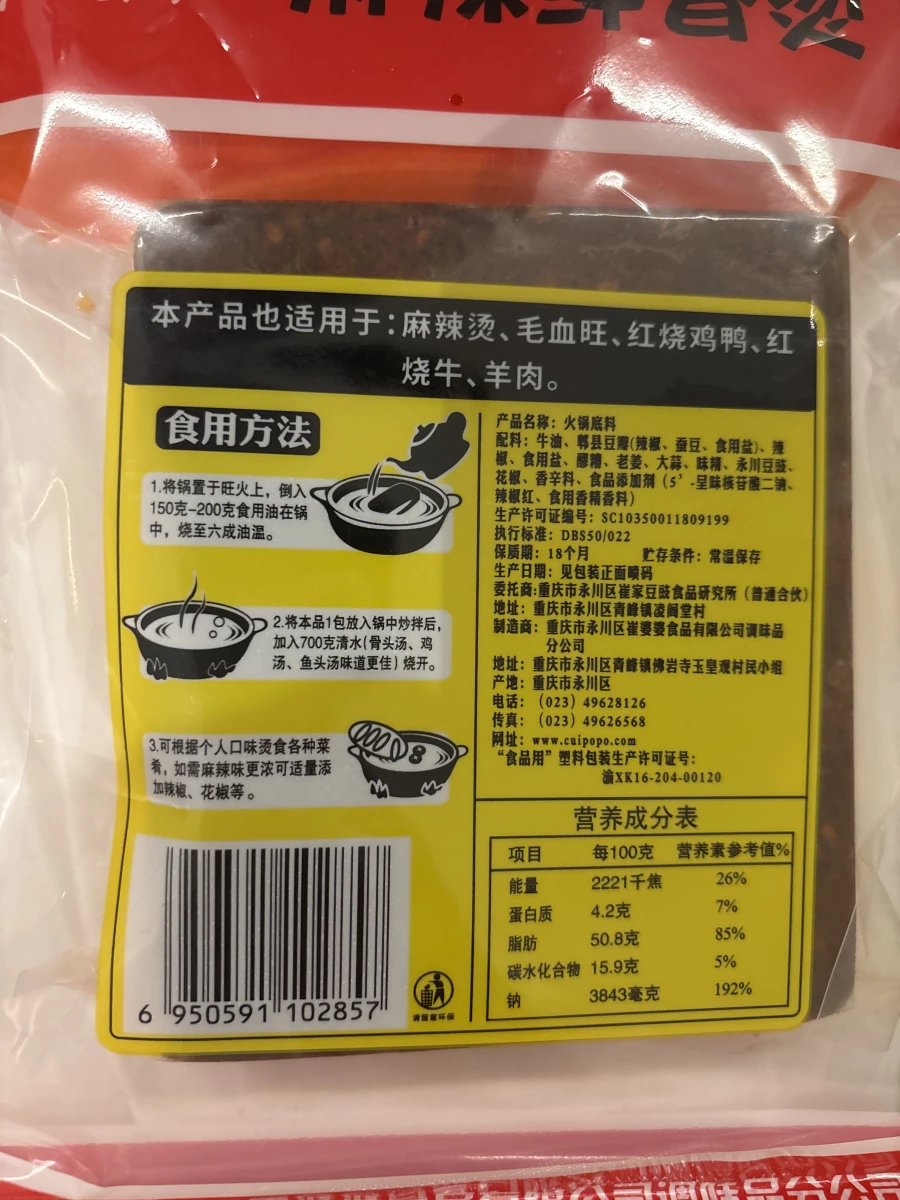 本产品也适用于：麻辣烫、毛血旺、红烧鸡鸭、红
烧牛、羊肉。
食用方法
1.将锅置于旺火上，倒入
150克-200克食用油在锅
中，烧至六成油温。
2.将本品1包放入锅中炒拌后，
加入700克清水(骨头汤、鸡
汤、鱼头汤味道更佳)烧开。
3.可根据个人口味烫食各种菜
肴，如需麻辣味更浓可适量添
加辣椒、花椒等。
6 950591 102857
请留意环保
产品名称：火锅底料
配料：牛油、郫县豆瓣(辣椒、蚕豆、食用盐)、辣
椒、食用盐、醪糟、老姜、大蒜、味精、永川豆豉、
花椒、香辛料、食品添加剂（5’-呈味核苷酸二钠、
辣椒红、食用香精香料）
生产许可证编号：SC10350011809199
执行标准：DBS50/022
保质期：18个月 贮存条件：常温保存
生产日期：见包装正面喷码
委托商:重庆市永川区崔家豆豉食品研究所（普通合伙）
地址：重庆市永川区青峰镇凌阁堂村
制造商：重庆市永川区崔婆婆食品有限公司调味品
分公司
地址：重庆市永川区青峰镇佛岩寺玉皇观村民小组
产地：重庆市永川区
电话：（023）49628126
传真：（023）49626568
网址：www.cuipopo.com
“食品用”塑料包装生产许可证号：
渝XK16-204-00120
营养成分表
项目 每100克 营养素参考值%
能量 2221千焦 26%
蛋白质 4.2克 7%
脂肪 50.8克 85%
碳水化合物 15.9克 5%
钠 3843毫克 192%